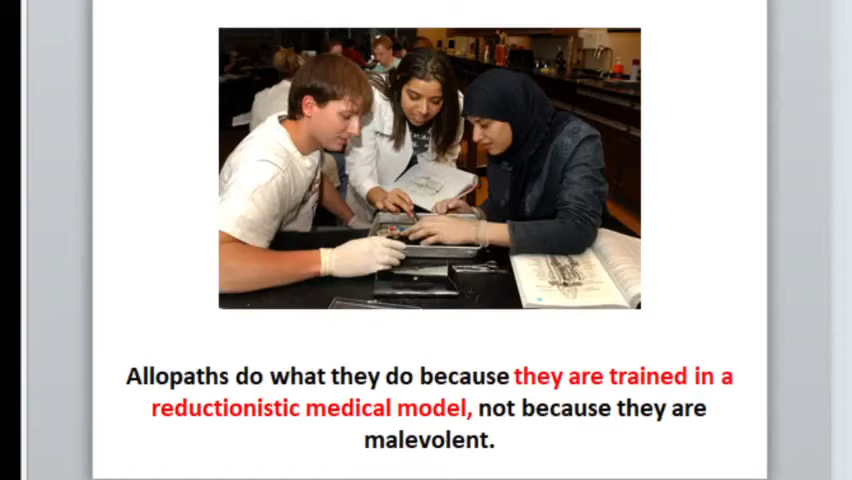 Allopaths do what they do because they are trained in a
reductionistic medical model, not because they are
malevolent.